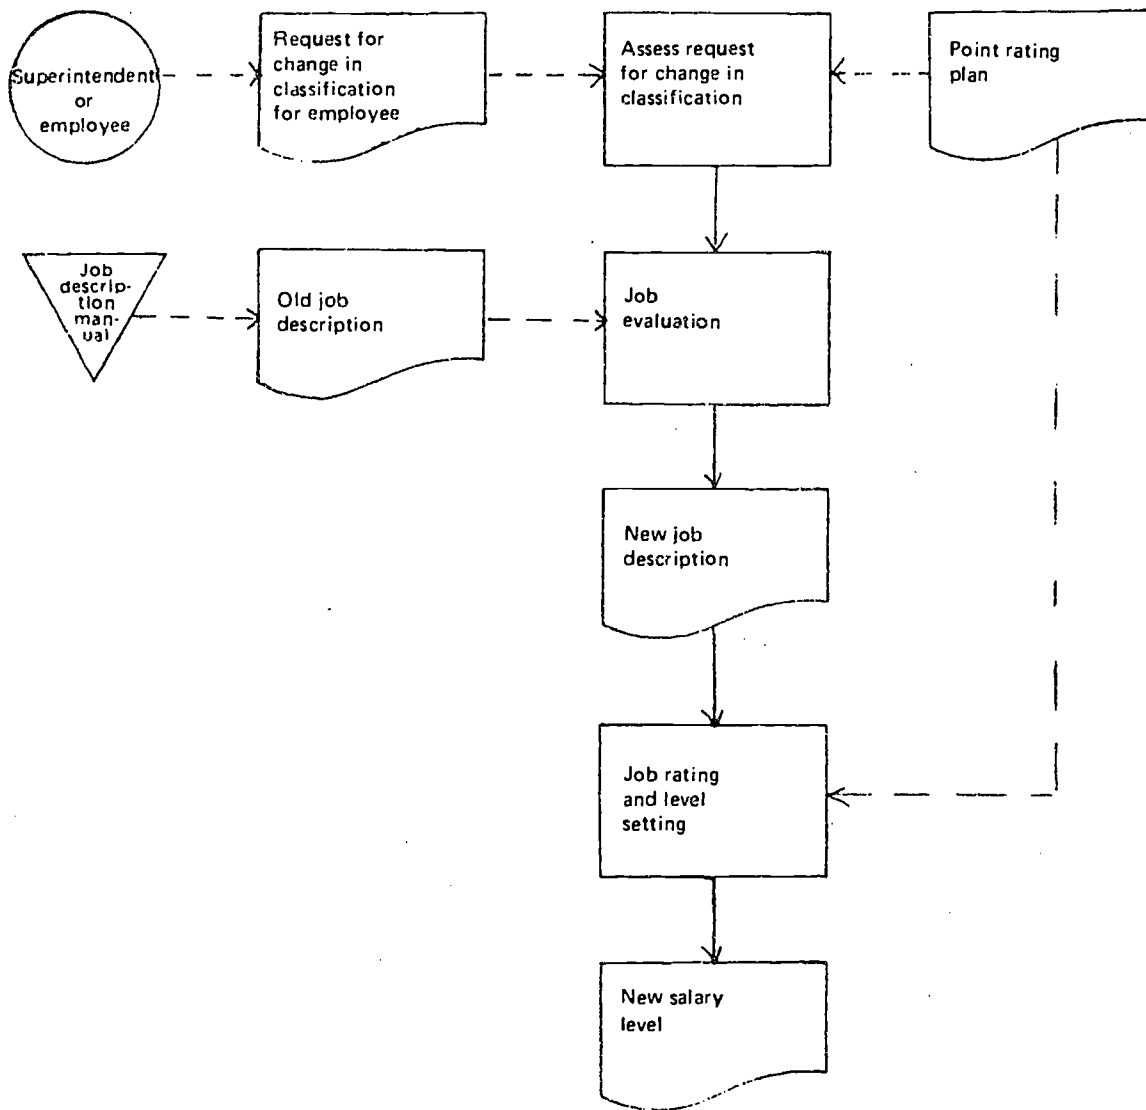 Superintendent
or
employee
Request for
change in
classification
for employee
Assess request
for change in
classification
Point rating
plan
Job
descrip-
tion
man-
ual
Old job
description
Job
evaluation
New job
description
Job rating
and level
setting
New salary
level